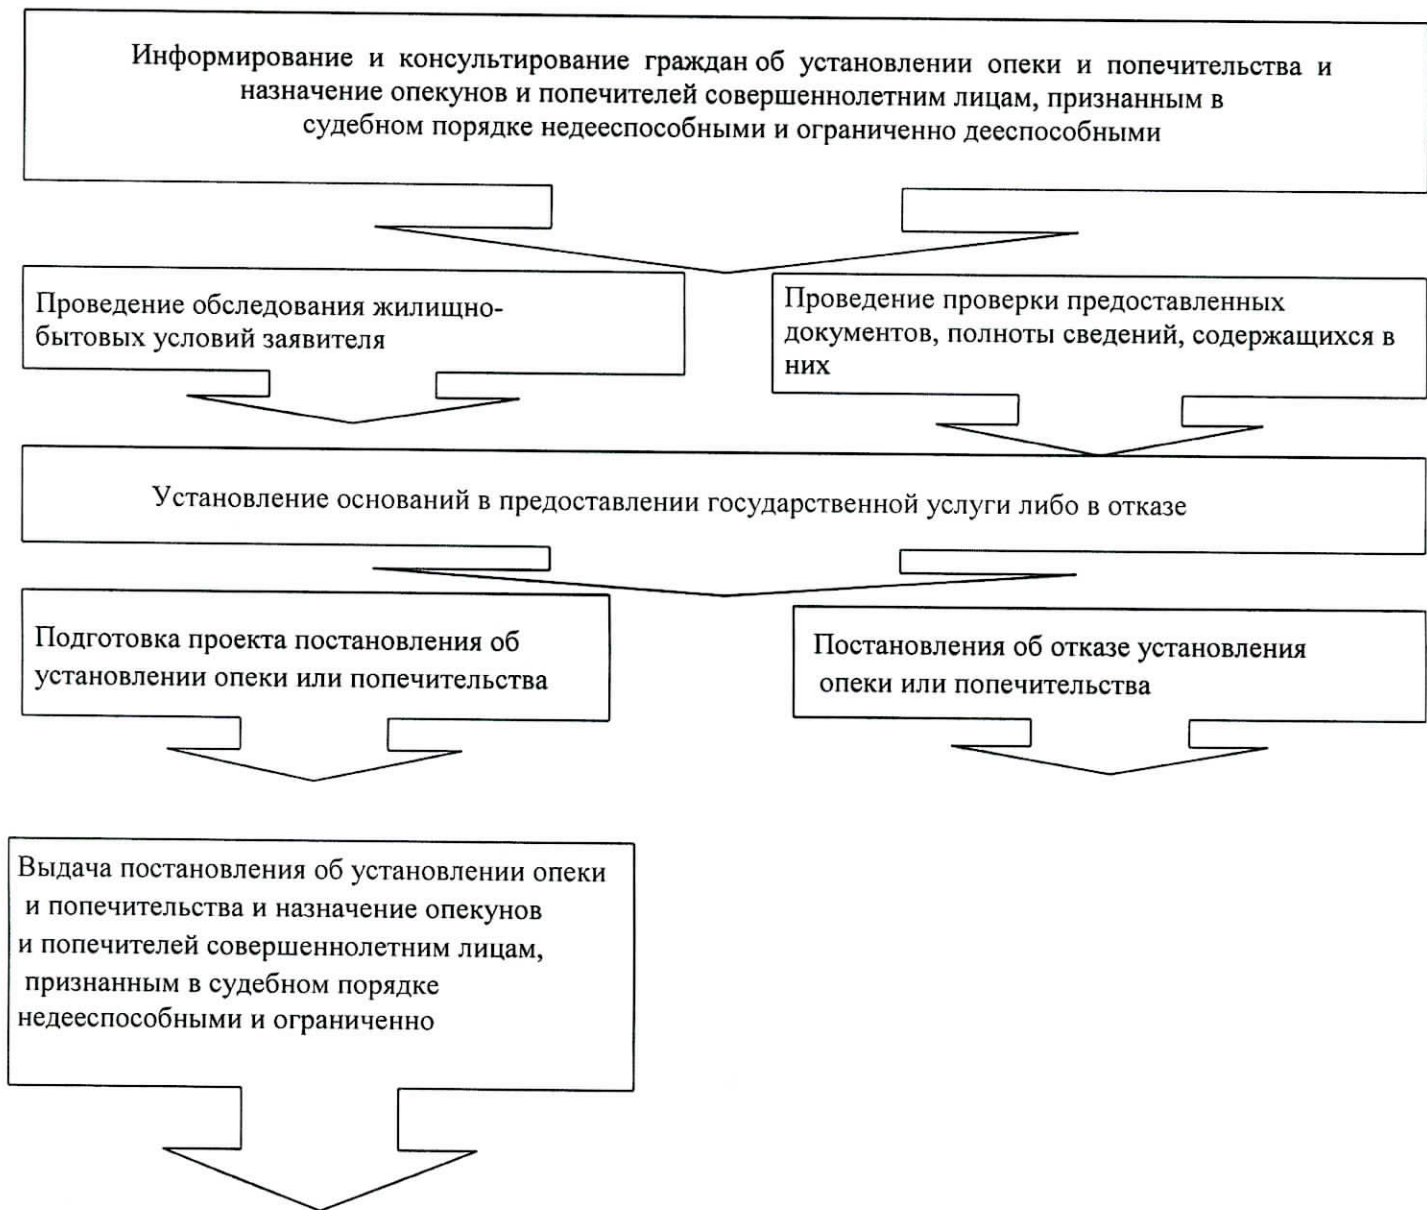 Информирование и консультирование граждан об установлении опеки и попечительства и
назначение опекунов и попечителей совершеннолетним лицам, признанным в
судебном порядке недееспособными и ограниченно дееспособными
Проведение обследования жилищно-
бытовых условий заявителя
Проведение проверки предоставленных
документов, полноты сведений, содержащихся в
них
Установление оснований в предоставлении государственной услуги либо в отказе
Подготовка проекта постановления об
установлении опеки или попечительства
Постановления об отказе установления
опеки или попечительства
Выдача постановления об установлении опеки
и попечительства и назначение опекунов
и попечителей совершеннолетним лицам,
признанным в судебном порядке
недееспособными и ограниченно